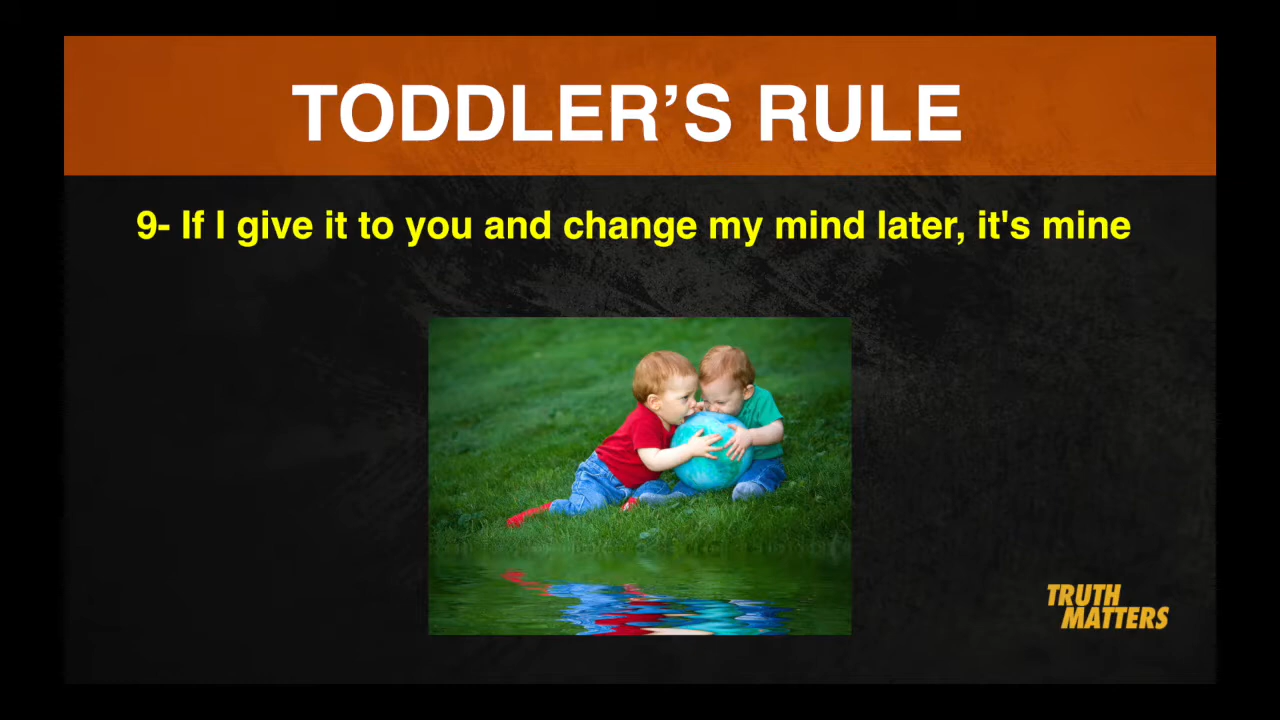 TODDLER’S RULE
9- If I give it to you and change my mind later, it's mine
TRUTH
MATTERS